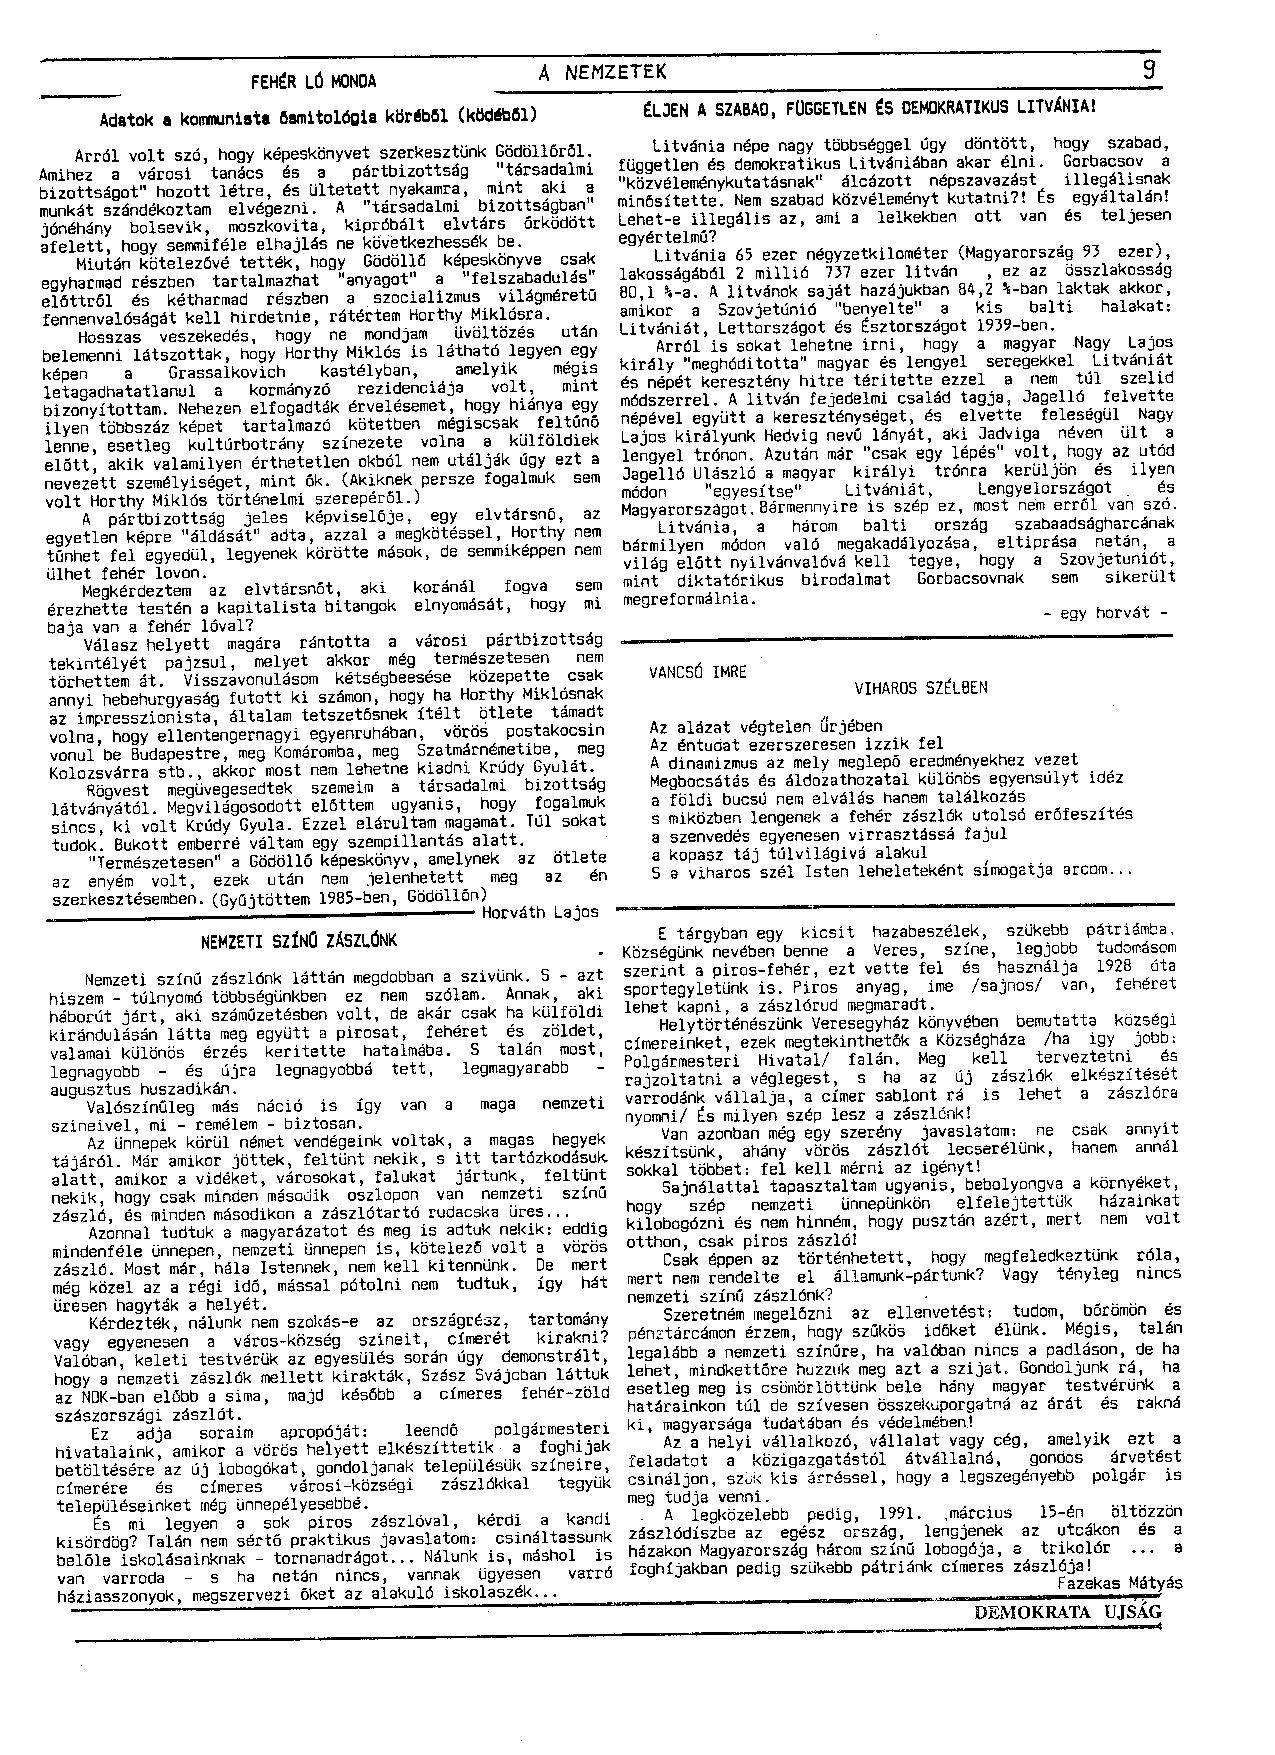 A NEMZETEK
9
FEHÉR LÓ MONDA
Adatok a kommunista ősmitológia köréből (ködéből)
Arról volt szó, hogy képeskönyvet szerkesztünk Gödöllőről.
Amihez a városi tanács és a pártbizottság "társadalmi
bizottságot" hozott létre, és ültetett nyakamra, mint aki a
munkát szándékoztam elvégezni. A "társadalmi bizottságban"
jónéhány bolsevik, moszkovita, kipróbált elvtárs őrködött
afelett, hogy semmiféle elhajlás ne következhessék be.
Miután kötelezővé tették, hogy Gödöllő képeskönyve csak
egyharmad részben tartalmazhat "anyagot" a "felszabadulás"
előttről és kétharmad részben a szocializmus világméretű
fennenvalóságát kell hirdetnie, rátértem Horthy Miklósra.
Hosszas veszekedés, hogy ne mondjam üvöltözés után
belemenni látszottak, hogy Horthy Miklós is látható legyen egy
képen a Grassalkovich kastélyban, amelyik mégis
letagadhatatlanul a kormányzó rezidenciája volt, mint
bizonyítottam. Nehezen elfogadták érvelésemet, hogy hiánya egy
ilyen többszáz képet tartalmazó kötetben mégiscsak feltűnő
lenne, esetleg kultúrbotrány színezete volna a külföldiek
előtt, akik valamilyen érthetetlen okból nem utálják úgy ezt a
nevezett személyiséget, mint ők. (Akiknek persze fogalmuk sem
volt Horthy Miklós történelmi szerepéről.)
A pártbizottság jeles képviselője, egy elvtársnő, az
egyetlen képre "áldását" adta, azzal a megkötéssel, Horthy nem
tűnhet fel egyedül, legyenek körötte mások, de semmiképpen nem
ülhet fehér lovon.
Megkérdeztem az elvtársnőt, aki koránál fogva sem
érezhette testén a kapitalista bitangok elnyomását, hogy mi
baja van a fehér lóval?
Válasz helyett magára rántotta a városi pártbizottság
tekintélyét pajzsul, melyet akkor még természetesen nem
törhettem át. Visszavonulásom kétségbeesése közepette csak
annyi hebehurgyaság futott ki számon, hogy ha Horthy Miklósnak
az impresszionista, általam tetszetősnek ítélt ötlete támadt
volna, hogy ellentengernagyi egyenruhában, vörös postakocsin
vonul be Budapestre, meg Komáromba, meg Szatmárnémetibe, meg
Kolozsvárra stb., akkor most nem lehetne kiadni Krúdy Gyulát.
Rögvest megüvegesedtek szemeim a társadalmi bizottság
látványától. Megvilágosodott előttem ugyanis, hogy fogalmuk
sincs, ki volt Krúdy Gyula. Ezzel elárultam magamat. Túl sokat
tudok. Bukott emberré váltam egy szempillantás alatt.
"Természetesen" a Gödöllő képeskönyv, amelynek az ötlete
az enyém volt, ezek után nem jelenhetett meg az én
szerkesztésemben. (Gyűjtöttem 1985-ben, Gödöllőn)
Horváth Lajos
NEMZETI SZÍNŰ ZÁSZLÓNK
Nemzeti színű zászlónk láttán megdobban a szivünk. S - azt
hiszem - túlnyomó többségünkben ez nem szólam. Annak, aki
háborút járt, aki száműzetésben volt, de akár csak ha külföldi
kirándulásán látta meg együtt a pirosat, fehéret és zöldet,
valamai különös érzés keritette hatalmába. S talán most,
legnagyobb - és újra legnagyobbá tett, legmagyarabb -
augusztus huszadikán.
Valószínűleg más náció is így van a maga nemzeti
szineivel, mi - remélem - biztosan.
Az ünnepek körül német vendégeink voltak, a magas hegyek
tájáról. Már amikor jöttek, feltünt nekik, s itt tartózkodásuk
alatt, amikor a vidéket, városokat, falukat jártunk, feltünt
nekik, hogy csak minden második oszlopon van nemzeti színű
zászló, és minden másodikon a zászlótartó rudacska üres...
Azonnal tudtuk a magyarázatot és meg is adtuk nekik: eddig
mindenféle ünnepen, nemzeti ünnepen is, kötelező volt a vörös
zászló. Most már, hála Istennek, nem kell kitennünk. De mert
még közel az a régi idő, mással pótolni nem tudtuk, így hát
üresen hagyták a helyét.
Kérdezték, nálunk nem szokás-e az országrész, tartomány
vagy egyenesen a város-község szineit, címerét kirakni?
Valóban, keleti testvérük az egyesülés során úgy demonstrált,
hogy a nemzeti zászlók mellett kirakták, Szász Svájcban láttuk
az NDK-ban előbb a sima, majd később a címeres fehér-zöld
szászországi zászlót.
Ez adja soraim apropóját: leendő polgármesteri
hivatalaink, amikor a vörös helyett elkészíttetik a foghijak
betöltésére az új lobogókat, gondoljanak településük színeire,
címerére és címeres városi-községi zászlókkal tegyük
településeinket még ünnepélyesebbé.
És mi legyen a sok piros zászlóval, kérdi a kandi
kisördög? Talán nem sértő praktikus javaslatom: csináltassunk
belőle iskolásainknak - tornanadrágot... Nálunk is, máshol is
van varroda - s ha netán nincs, vannak ügyesen varró
háziasszonyok, megszervezi őket az alakuló iskolaszék...
ÉLJEN A SZABAD, FÜGGETLEN ÉS DEMOKRATIKUS LITVÁNIA!
Litvánia népe nagy többséggel úgy döntött, hogy szabad,
független és demokratikus Litvániában akar élni. Gorbacsov a
"közvéleménykutatásnak" álcázott népszavazást illegálisnak
minősítette. Nem szabad közvéleményt kutatni?! És egyáltalán!
Lehet-e illegális az, ami a lelkekben ott van és teljesen
egyértelmű?
Litvánia 65 ezer négyzetkilométer (Magyarország 93 ezer),
lakosságából 2 millió 737 ezer litván , ez az összlakosság
80,1 %-a. A litvánok saját hazájukban 84,2 %-ban laktak akkor,
amikor a Szovjetúnió "benyelte" a kis balti halakat:
Litvániát, Lettországot és Észtországot 1939-ben.
Arról is sokat lehetne irni, hogy a magyar Nagy Lajos
király "meghóditotta" magyar és lengyel seregekkel Litvániát
és népét keresztény hitre téritette ezzel a nem túl szelid
módszerrel. A litván fejedelmi család tagja, Jagelló felvette
népével együtt a kereszténységet, és elvette feleségül Nagy
Lajos királyunk Hedvig nevű lányát, aki Jadviga néven ült a
lengyel trónon. Azután már "csak egy lépés" volt, hogy az utód
Jagelló Ulászló a magyar királyi trónra kerüljön és ilyen
módon "egyesítse" Litvániát, Lengyelországot és
Magyarországot. Bármennyire is szép ez, most nem erről van szó.
Litvánia, a három balti ország szabaadságharcának
bármilyen módon való megakadályozása, eltiprása netán, a
világ előtt nyilvánvalóvá kell tegye, hogy a Szovjetuniót,
mint diktatórikus birodalmat Gorbacsovnak sem sikerült
megreformálnia.
- egy horvát -
VANCSÓ IMRE
VIHAROS SZÉLBEN
Az alázat végtelen űrjében
Az éntudat ezerszeresen izzik fel
A dinamizmus az mely meglepő eredményekhez vezet
Megbocsátás és áldozathozatal különös egyensúlyt idéz
a földi bucsú nem elválás hanem találkozás
s miközben lengenek a fehér zászlók utolsó erőfeszítés
a szenvedés egyenesen virrasztássá fajul
a kopasz táj túlvilágivá alakul
S a viharos szél Isten leheleteként símogatja arcom...
E tárgyban egy kicsit hazabeszélek, szükebb pátriámba.
Községünk nevében benne a Veres, színe, legjobb tudomásom
szerint a piros-fehér, ezt vette fel és használja 1928 óta
sportegyletünk is. Piros anyag, ime /sajnos/ van, fehéret
lehet kapni, a zászlórud megmaradt.
Helytörténészünk Veresegyház könyvében bemutatta községi
címereinket, ezek megtekinthetők a Községháza /ha igy jobb:
Polgármesteri Hivatal/ falán. Meg kell terveztetni és
rajzoltatni a véglegest, s ha az új zászlók elkészítését
varrodánk vállalja, a címer sablont rá is lehet a zászlóra
nyomni/ És milyen szép lesz a zászlónk!
Van azonban még egy szerény javaslatom: ne csak annyit
készítsünk, ahány vörös zászlót lecserélünk, hanem annál
sokkal többet: fel kell mérni az igényt!
Sajnálattal tapasztaltam ugyanis, bebolyongva a környéket,
hogy szép nemzeti ünnepünkön elfelejtettük házainkat
kilobogózni és nem hinném, hogy pusztán azért, mert nem volt
otthon, csak piros zászló!
Csak éppen az történhetett, hogy megfeledkeztünk róla,
mert nem rendelte el államunk-pártunk? Vagy tényleg nincs
nemzeti színű zászlónk?
Szeretném megelőzni az ellenvetést: tudom, bőrömön és
pénztárcámon érzem, hogy szűkös időket élünk. Mégis, talán
legalább a nemzeti színűre, ha valóban nincs a padláson, de ha
lehet, mindkettőre huzzuk meg azt a szijat. Gondoljunk rá, ha
esetleg meg is csömörlöttünk bele hány magyar testvérünk a
határainkon túl de szívesen összekuporgatná az árát és rakná
ki, magyarsága tudatában és védelmében!
Az a helyi vállalkozó, vállalat vagy cég, amelyik ezt a
feladatot a közigazgatástól átvállalná, gondos árvetést
csináljon, szűk kis árréssel, hogy a legszegényebb polgár is
meg tudja venni.
A legközelebb pedig, 1991. március 15-én öltözzön
zászlódíszbe az egész ország, lengjenek az utcákon és a
házakon Magyarország három színű lobogója, a trikolór ... a
foghíjakban pedig szükebb pátriánk címeres zászlója!
Fazekas Mátyás
DEMOKRATA UJSÁG